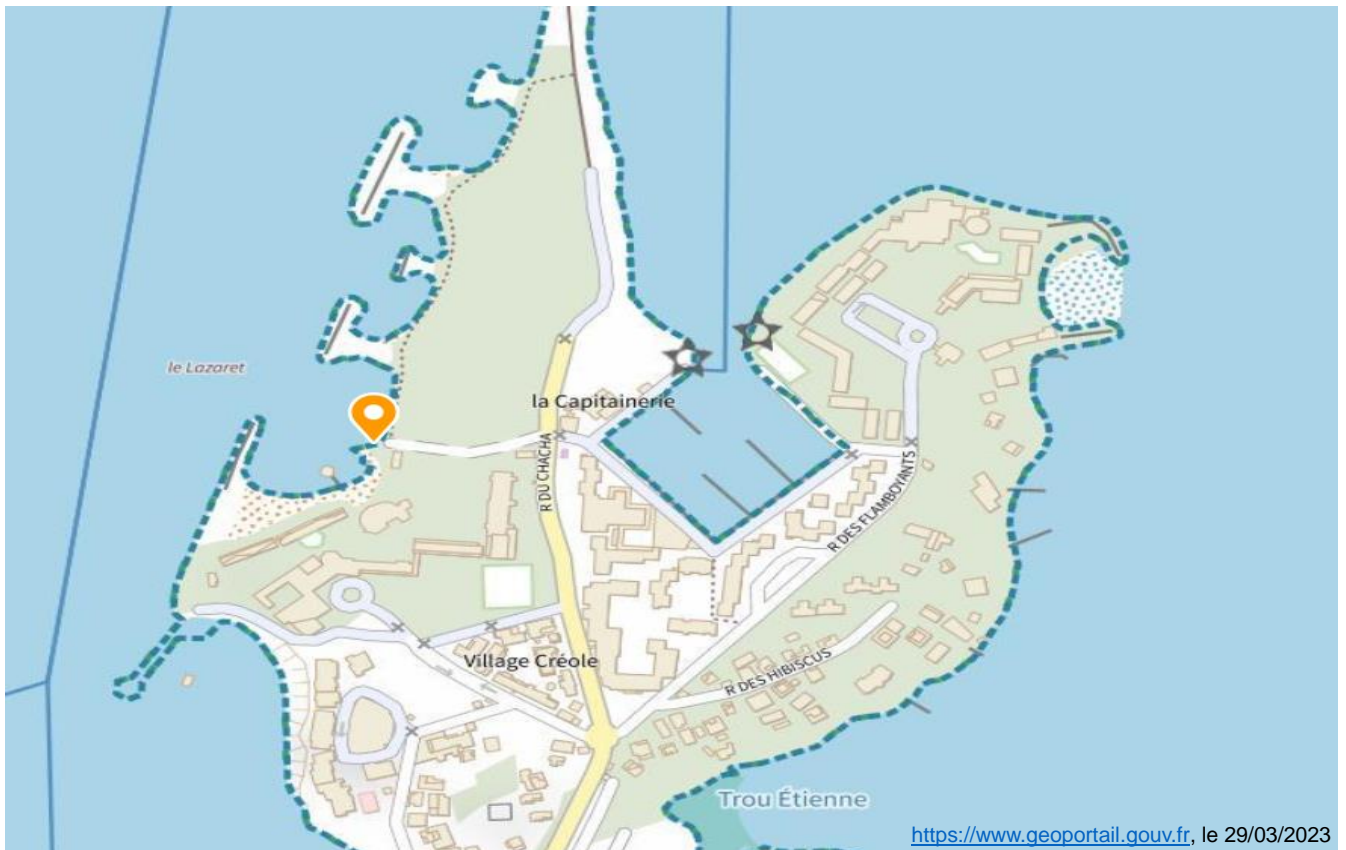 le Lazaret
la Capitainerie
R DU CHACHA
R DES FLAMBOYANTS
Village Créole
R DES HIBISCUS
Trou Étienne
https://www.geoportail.gouv.fr, le 29/03/2023